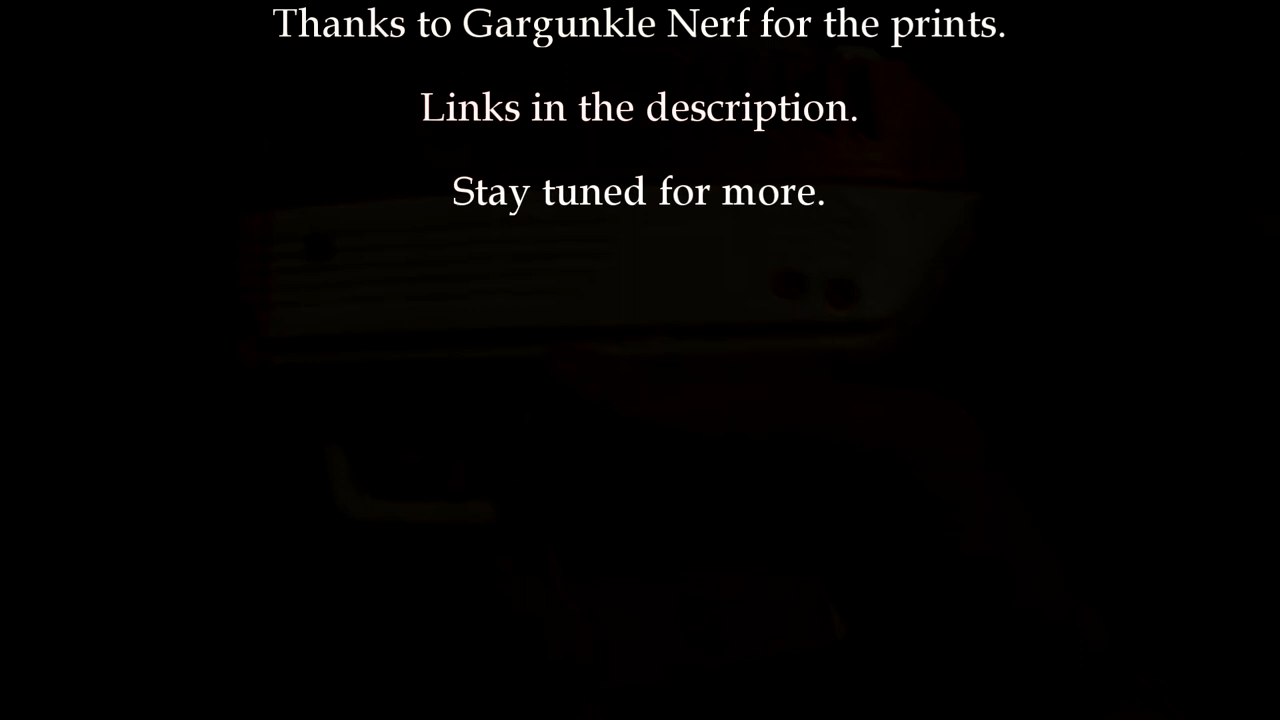 Thanks to Gargunkle Nerf for the prints.
Links in the description.
Stay tuned for more.